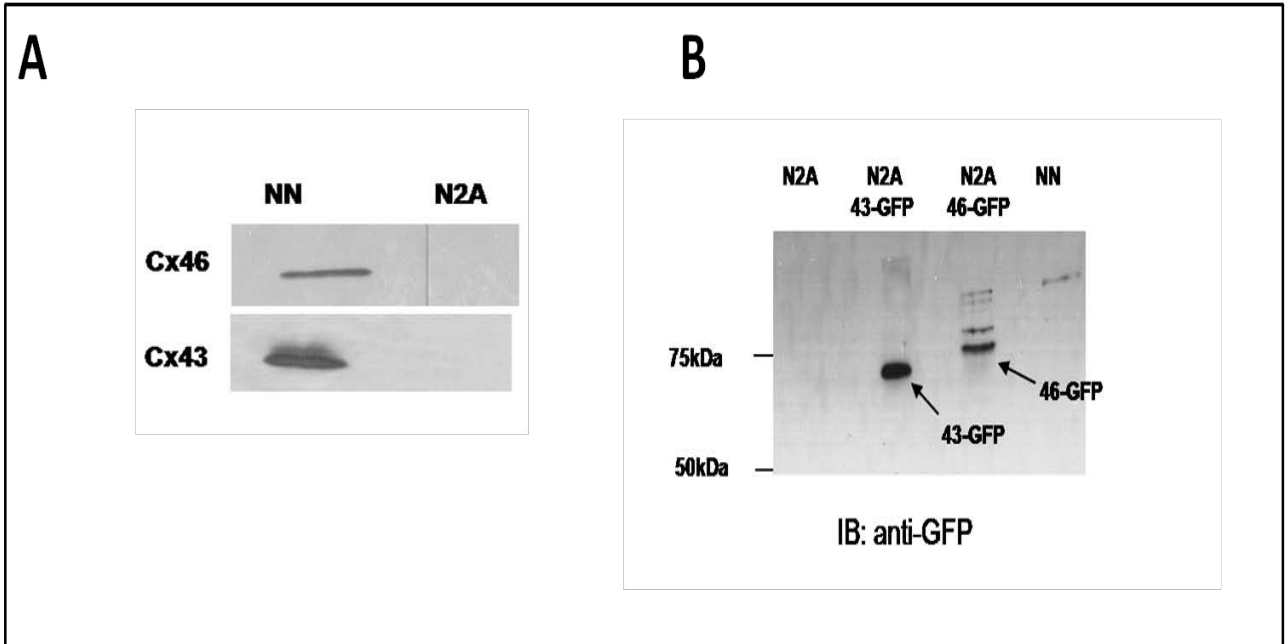 A
B
NN N2A
Cx46
Cx43
N2A N2A N2A NN
43-GFP 46-GFP
75kDa
46-GFP
43-GFP
50kDa
IB: anti-GFP